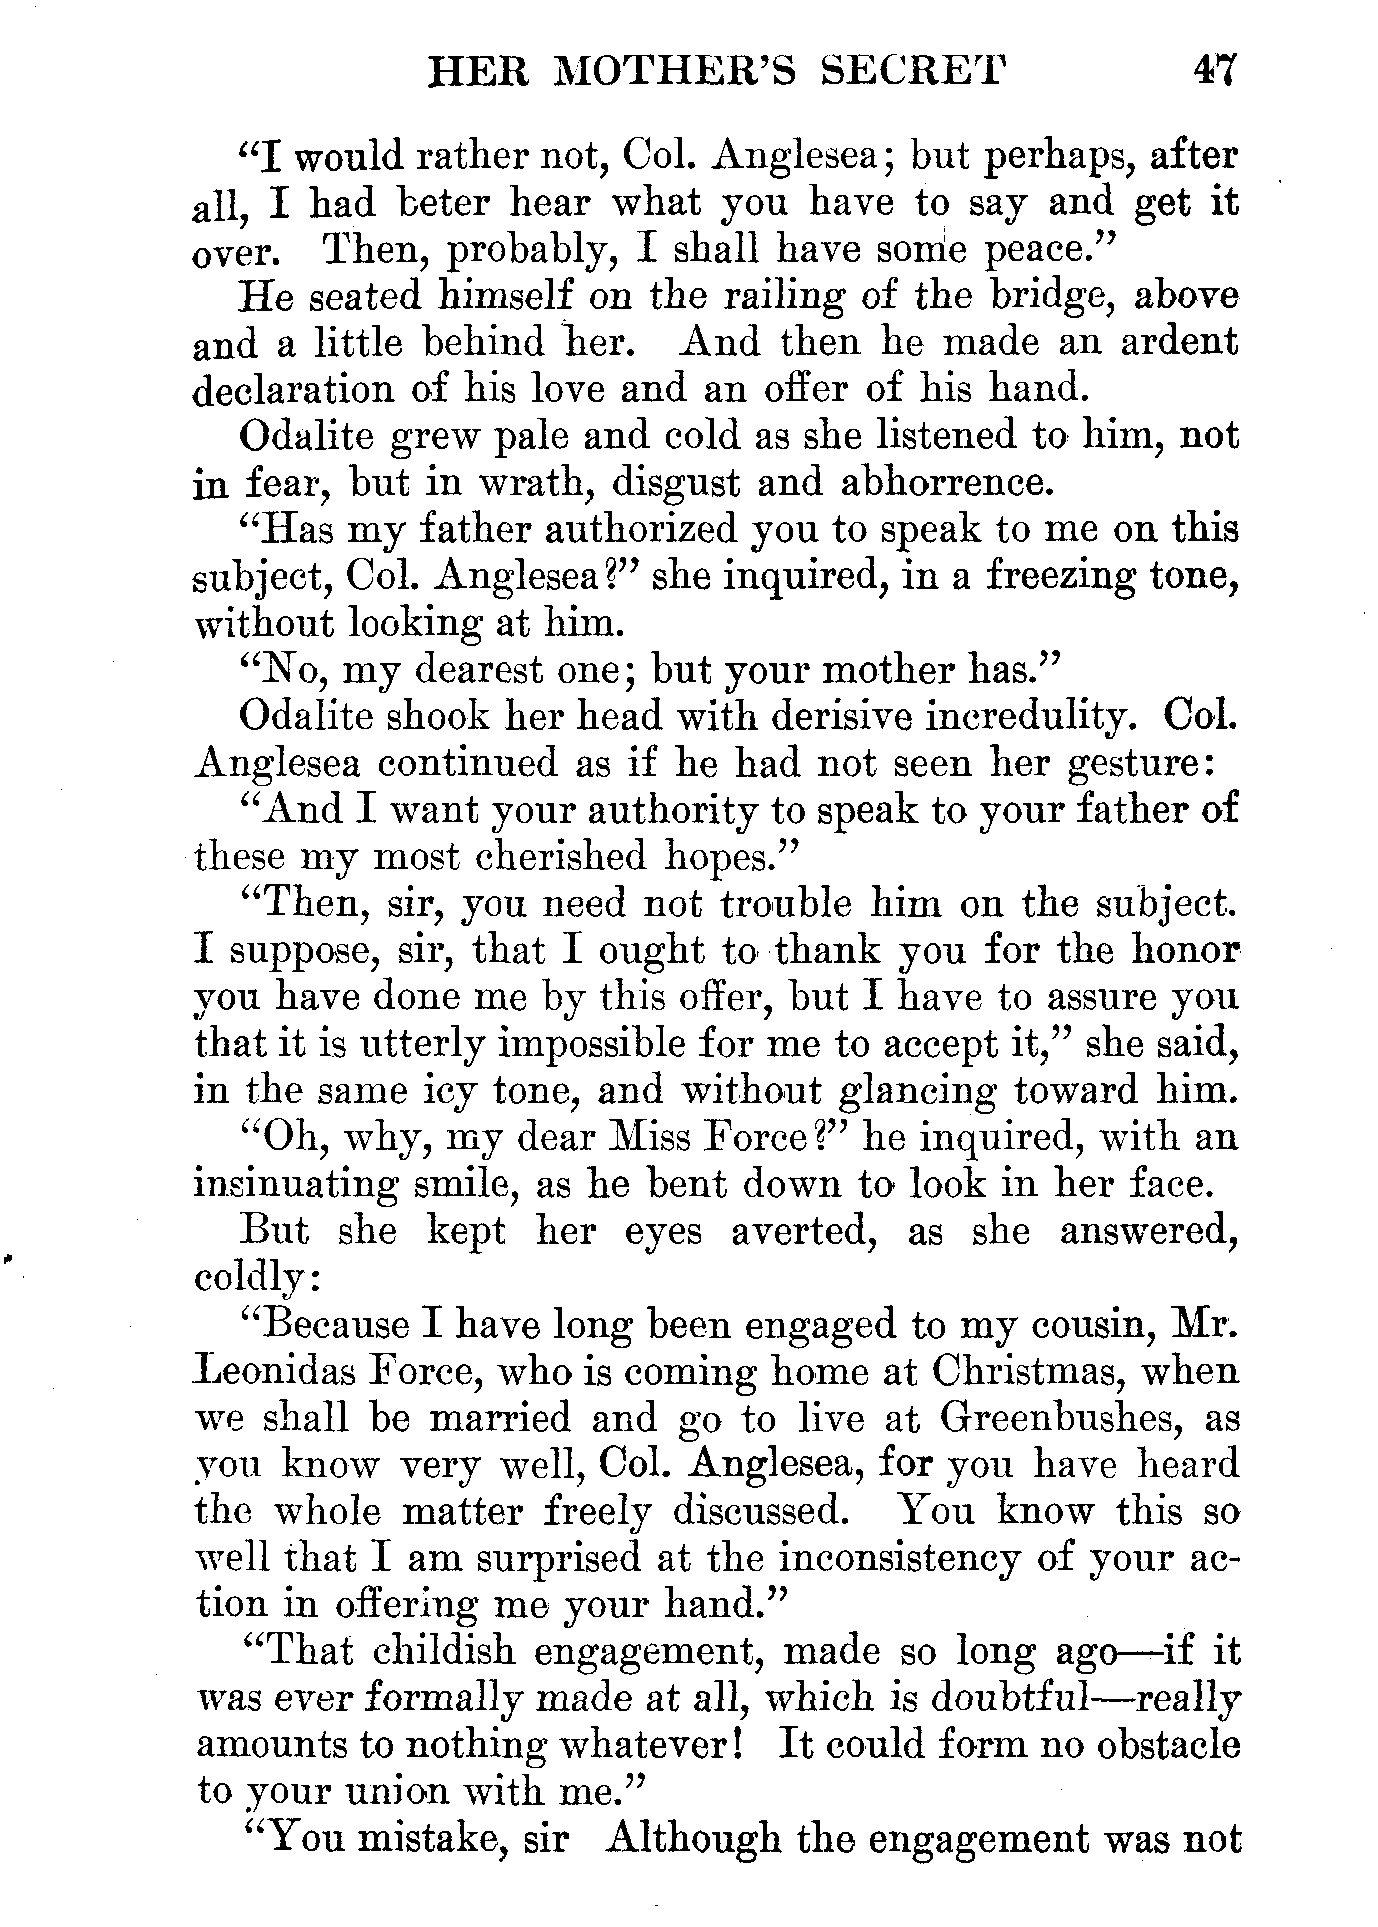 HER MOTHER'S SECRET 47
“I would rather not, Col. Anglesea; but perhaps, after
all, I had beter hear what you have to say and get it
over. Then, probably, I shall have some peace.”
He seated himself on the railing of the bridge, above
and a little behind her. And then he made an ardent
declaration of his love and an offer of his hand.
Odalite grew pale and cold as she listened to him, not
in fear, but in wrath, disgust and abhorrence.
“Has my father authorized you to speak to me on this
subject, Col. Anglesea?” she inquired, in a freezing tone,
without looking at him.
“No, my dearest one; but your mother has.”
Odalite shook her head with derisive incredulity. Col.
Anglesea continued as if he had not seen her gesture:
“And I want your authority to speak to your father of
these my most cherished hopes.”
“Then, sir, you need not trouble him on the subject.
I suppose, sir, that I ought to thank you for the honor
you have done me by this offer, but I have to assure you
that it is utterly impossible for me to accept it,” she said,
in the same icy tone, and without glancing toward him.
“Oh, why, my dear Miss Force?” he inquired, with an
insinuating smile, as he bent down to look in her face.
But she kept her eyes averted, as she answered,
coldly:
“Because I have long been engaged to my cousin, Mr.
Leonidas Force, who is coming home at Christmas, when
we shall be married and go to live at Greenbushes, as
you know very well, Col. Anglesea, for you have heard
the whole matter freely discussed. You know this so
well that I am surprised at the inconsistency of your ac-
tion in offering me your hand.”
“That childish engagement, made so long ago—if it
was ever formally made at all, which is doubtful—really
amounts to nothing whatever! It could form no obstacle
to your union with me.”
“You mistake, sir Although the engagement was not